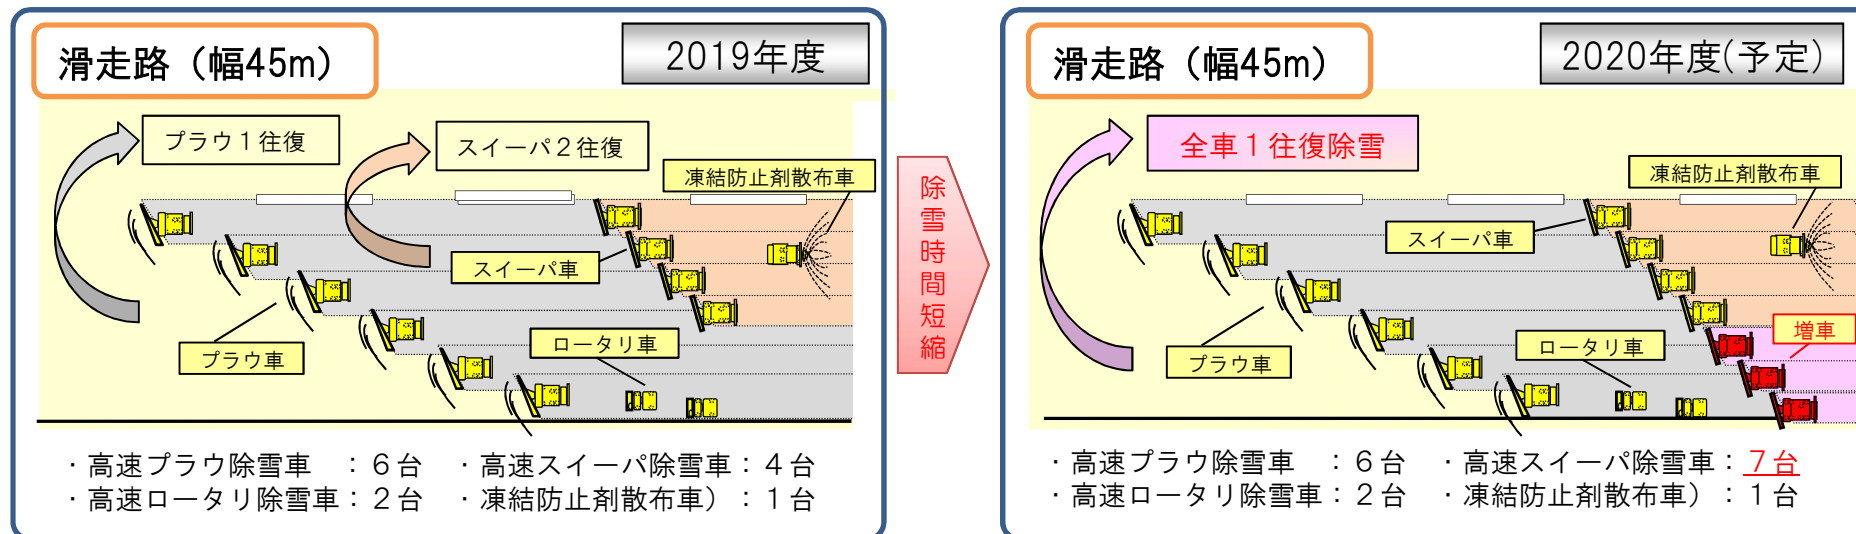 滑走路（幅45m）
2019年度
プラウ１往復
スイーパ２往復
凍結防止剤散布車
スイーパ車
プラウ車
ロータリ車
・高速プラウ除雪車　：６台　・高速スイーパ除雪車：４台
・高速ロータリ除雪車：２台　・凍結防止剤散布車）：１台
除雪時間短縮
滑走路（幅45m）
2020年度(予定)
全車１往復除雪
凍結防止剤散布車
スイーパ車
増車
プラウ車
ロータリ車
・高速プラウ除雪車　：６台　・高速スイーパ除雪車：７台
・高速ロータリ除雪車：２台　・凍結防止剤散布車）：１台